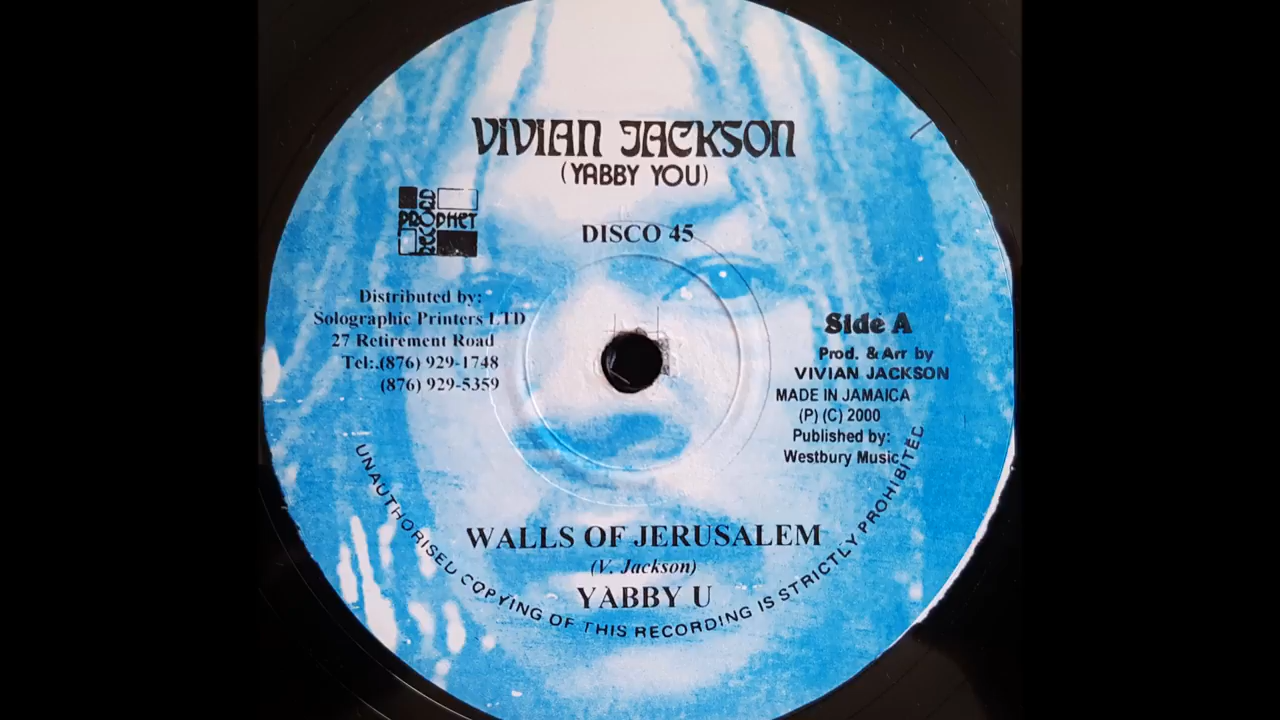 VIVIAN JACKSON
(YABBY YOU)
PROPHET
RECORD
DISCO 45
Distributed by:
Solographic Printers LTD
27 Retirement Road
Tel:.(876) 929-1748
(876) 929-5359
Side A
Prod. & Arr by
VIVIAN JACKSON
MADE IN JAMAICA
(P) (C) 2000
Published by:
Westbury Music
WALLS OF JERUSALEM
(V. Jackson)
YABBY U
UNAUTHORISED COPYING OF THIS RECORDING IS STRICTLY PROHIBITED